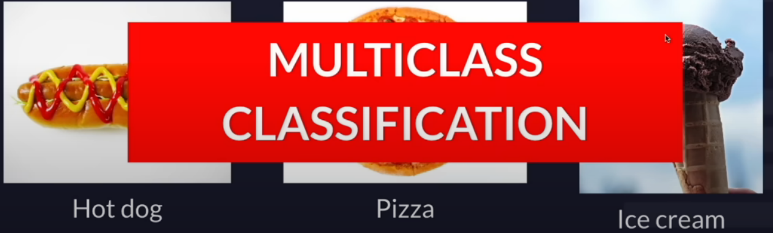 MULTICLASS
CLASSIFICATION
Hot dog
Pizza
Ice cream